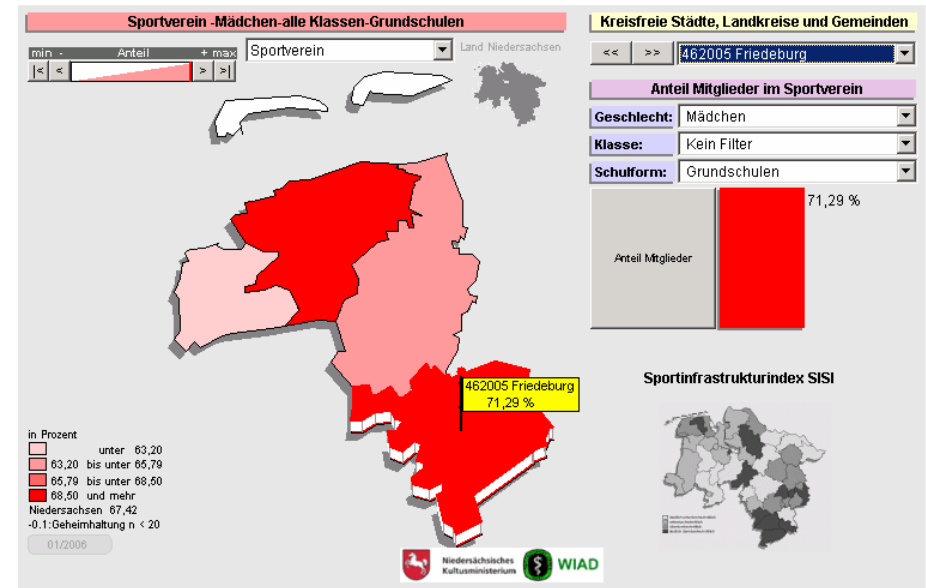 Sportverein -Mädchen-alle Klassen-Grundschulen
min - Anteil + max
Sportverein
Land Niedersachsen
|< < > >|
Kreisfreie Städte, Landkreise und Gemeinden
<< >> 462005 Friedeburg
Anteil Mitglieder im Sportverein
Geschlecht: Mädchen
Klasse: Kein Filter
Schulform: Grundschulen
71,29 %
Anteil Mitglieder
462005 Friedeburg
71,29 %
Sportinfrastrukturindex SISI
in Prozent
unter 63,20
63,20 bis unter 65,79
65,79 bis unter 68,50
68,50 und mehr
Niedersachsen 67,42
-0.1:Geheimhaltung n < 20
01/2006
Niedersächsisches
Kultusministerium
WIAD